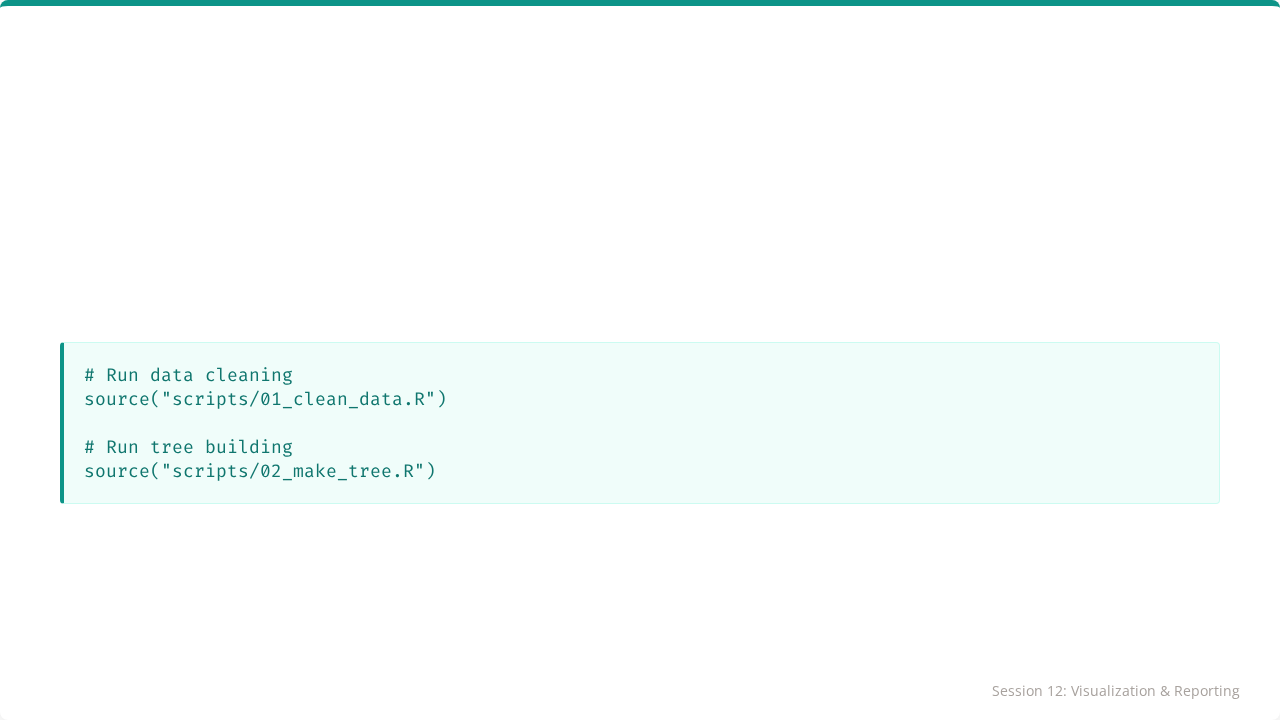 # Run data cleaning
source("scripts/01_clean_data.R")
# Run tree building
source("scripts/02_make_tree.R")
Session 12: Visualization & Reporting